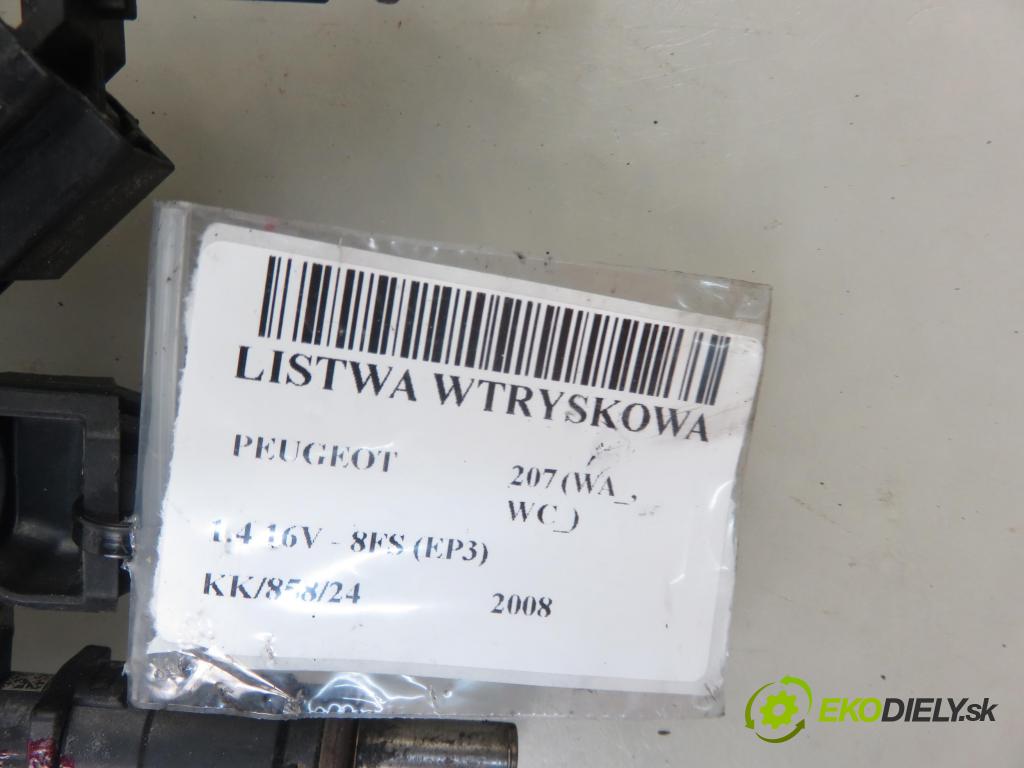 LISTWA WTRYSKOWA
PEUGEOT 207 (WA_,
WC_)
1.4 16V - 8FS (EP3)
KK/858/24 2008
EKODIELY.sk